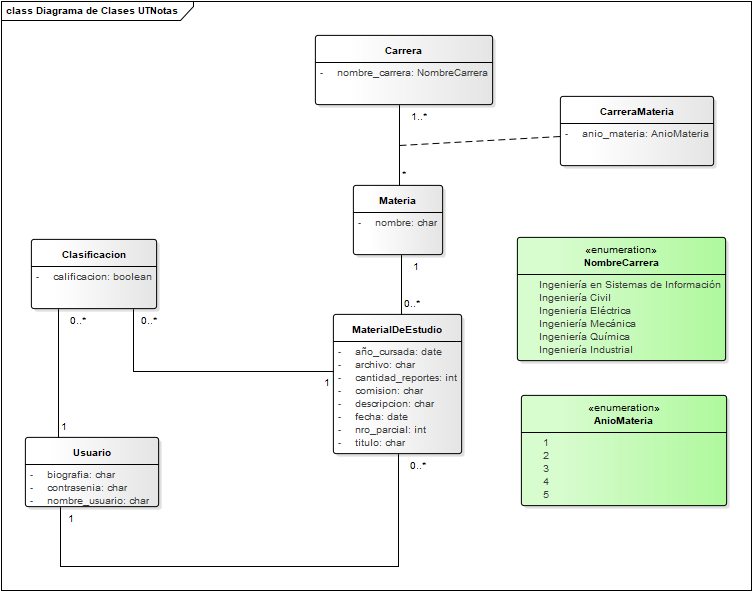 class Diagrama de Clases UTNotas
Carrera
- nombre_carrera: NombreCarrera
1..*
CarreraMateria
- anio_materia: AnioMateria
*
Materia
- nombre: char
1
0..*
Clasificacion
- calificacion: boolean
0..*
0..*
«enumeration»
NombreCarrera
Ingeniería en Sistemas de Información
Ingeniería Civil
Ingeniería Eléctrica
Ingeniería Mecánica
Ingeniería Química
Ingeniería Industrial
MaterialDeEstudio
- año_cursada: date
- archivo: char
- cantidad_reportes: int
- comision: char
- descripcion: char
- fecha: date
- nro_parcial: int
- titulo: char
1
0..*
«enumeration»
AnioMateria
1
2
3
4
5
1
Usuario
- biografia: char
- contrasenia: char
- nombre_usuario: char
1